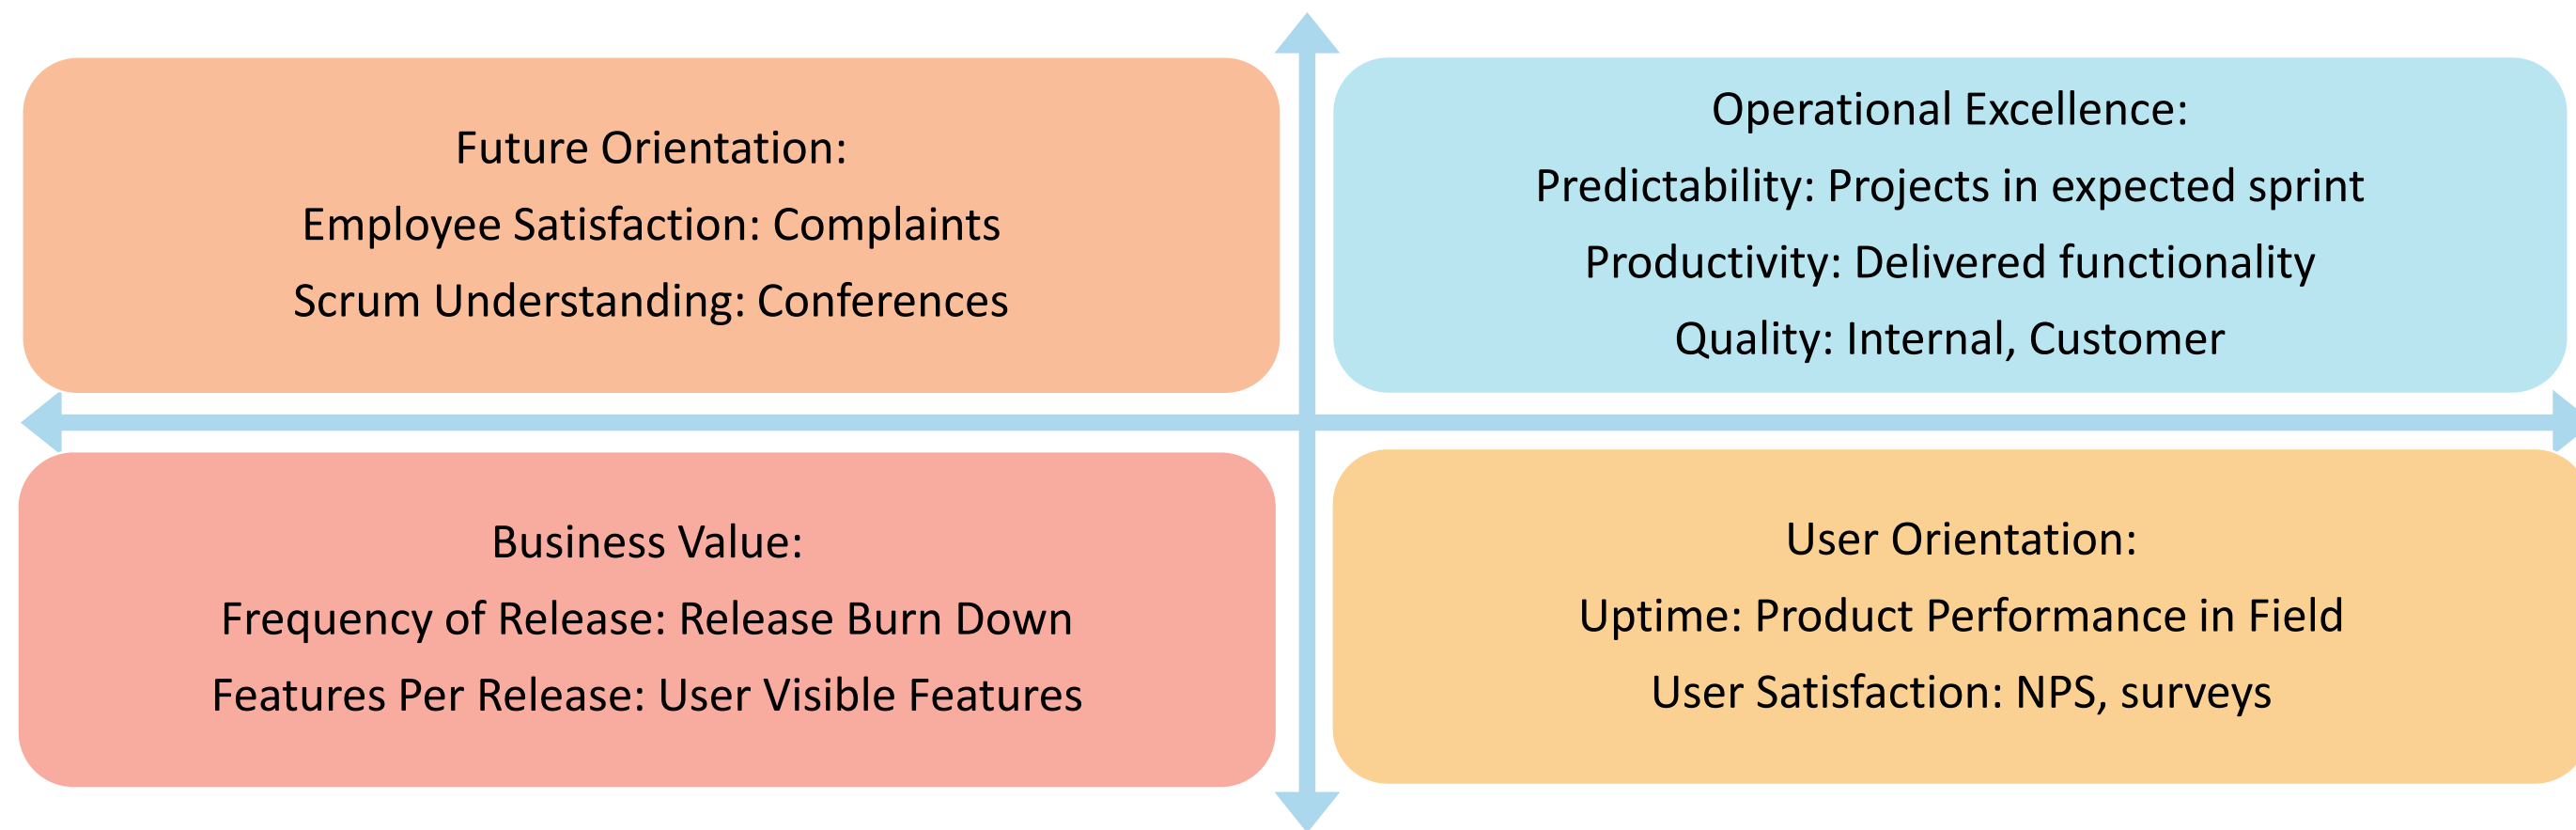 Future Orientation:
Employee Satisfaction: Complaints
Scrum Understanding: Conferences
Operational Excellence:
Predictability: Projects in expected sprint
Productivity: Delivered functionality
Quality: Internal, Customer
Business Value:
Frequency of Release: Release Burn Down
Features Per Release: User Visible Features
User Orientation:
Uptime: Product Performance in Field
User Satisfaction: NPS, surveys